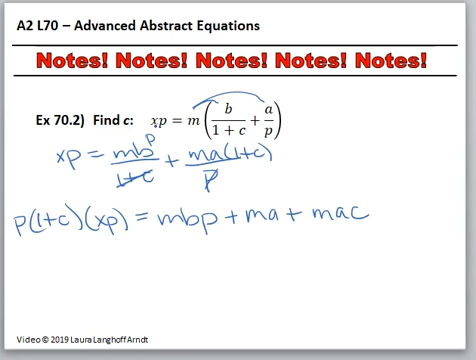 A2 L70 – Advanced Abstract Equations
Notes! Notes! Notes! Notes! Notes!
Ex 70.2) Find c: xp = m(b/(1 + c) + a/p)
xp = mb^p/(1+c) + ma(1+c)/p
p(1+c)(xp) = mbp + ma + mac
Video © 2019 Laura Langhoff Arndt